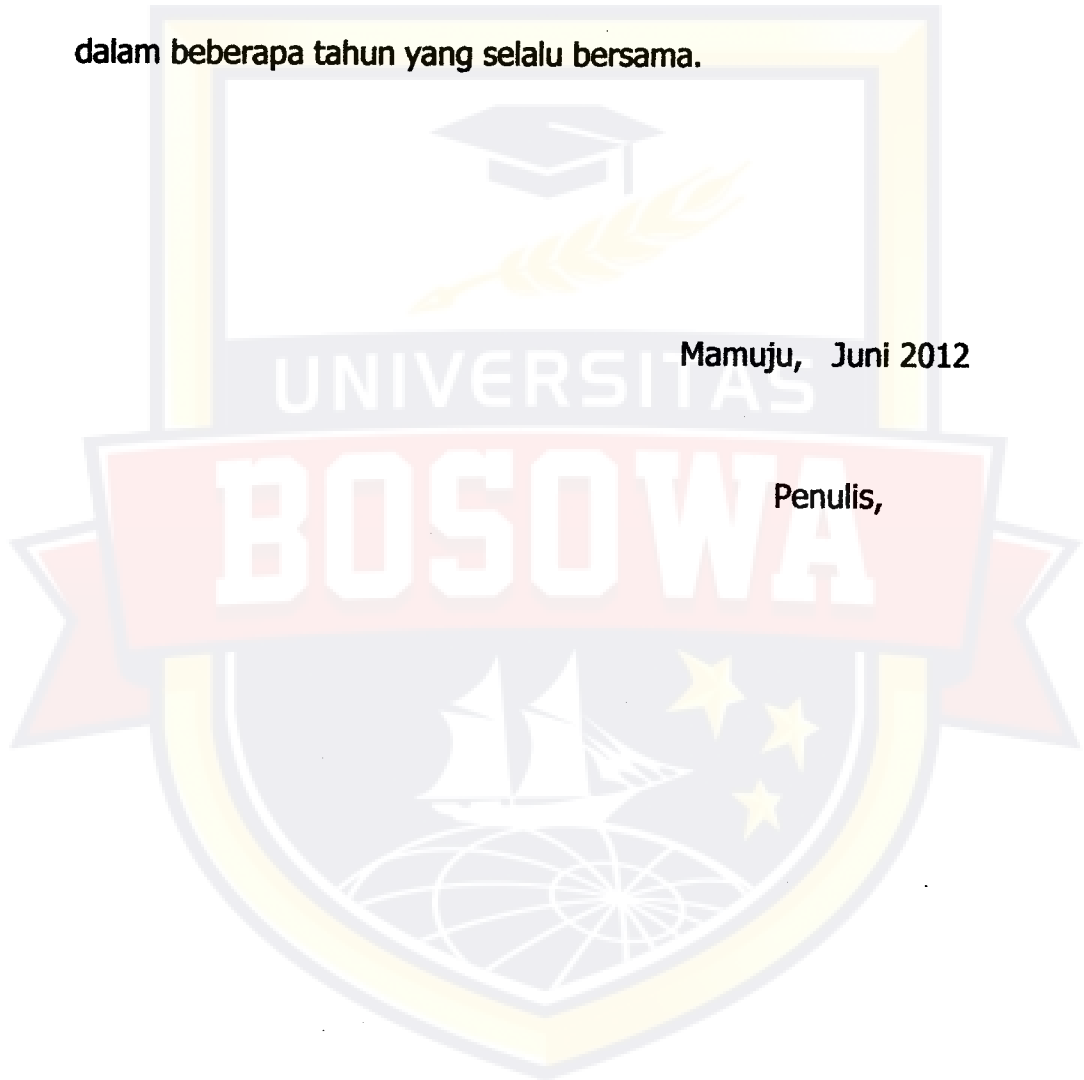 dalam beberapa tahun yang selalu bersama.
Mamuju, Juni 2012
UNIVERSITAS
Penulis,
BOSOWA